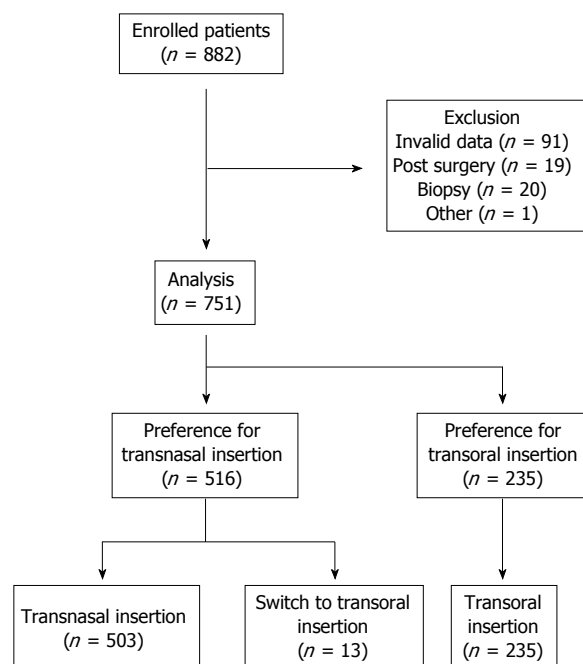 Enrolled patients
(n = 882)
Exclusion
Invalid data (n = 91)
Post surgery (n = 19)
Biopsy (n = 20)
Other (n = 1)
Analysis
(n = 751)
Preference for
transnasal insertion
(n = 516)
Preference for
transoral insertion
(n = 235)
Transnasal insertion
(n = 503)
Switch to transoral
insertion
(n = 13)
Transoral
insertion
(n = 235)